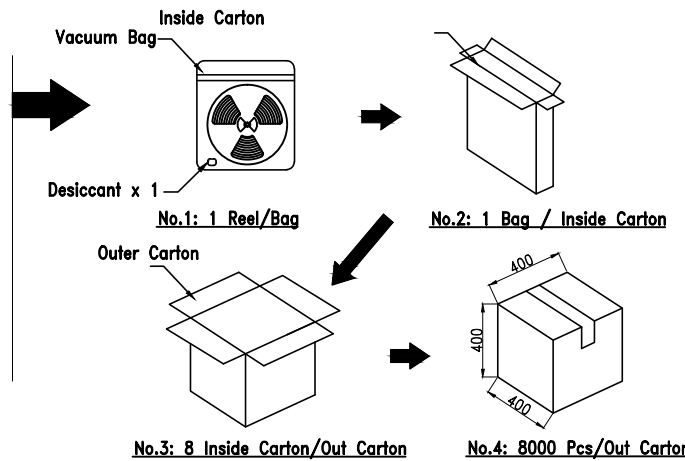 Inside Carton
Vacuum Bag
Desiccant x 1
No.1: 1 Reel/Bag
No.2: 1 Bag / Inside Carton
Outer Carton
400
400
400
No.3: 8 Inside Carton/Out Carton
No.4: 8000 Pcs/Out Carton